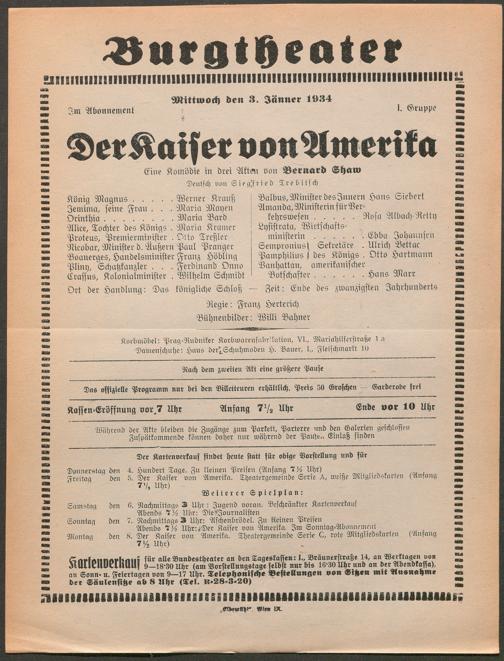 Burgtheater
Mittwoch den 3. Jänner 1934
Im Abonnement I. Gruppe
Der Kaiser von Amerika
Eine Komödie in drei Akten von Bernard Shaw
Deutsch von Siegfried Trebitsch
König Magnus . . . . . Werner Krauß
Jemima, seine Frau . . . Maria Mayen
Orinthia . . . . . . . Maria Bard
Alice, Tochter des Königs . Maria Kramer
Proteus, Premierminister . Otto Treßler
Nicobar, Minister d. Äußern Paul Pranger
Boanerges, Handelsminister Franz Höbling
Pliny, Schatzkanzler . . . Ferdinand Onno
Crassus, Kolonialminister . Wilhelm Schmidt
Balbus, Minister des Innern Hans Siebert
Amanda, Ministerin für Ver-
kehrswesen . . . . . Rosa Albach-Retty
Lysistrata, Wirtschafts-
ministerin . . . . . . Ebba Johannsen
Sempronius Sekretäre . Ulrich Bettac
Pamphilius des Königs . Otto Hartmann
Vanhattan, amerikanischer
Botschafter . . . . . Hans Marr
Ort der Handlung: Das königliche Schloß — Zeit: Ende des zwanzigsten Jahrhunderts
Regie: Franz Herterich
Bühnenbilder: Willi Bahner
Korbmöbel: Prag-Rudniker Korbwarenfabrikation, VI., Mariahilferstraße 1a
Damenschuhe: Haus der Schuhmoden H. Bauer, I., Fleischmarkt 10
Nach dem zweiten Akt eine größere Pause
Das offizielle Programm nur bei den Billeteuren erhältlich. Preis 50 Groschen — Garderobe frei
Kassen-Eröffnung vor 7 Uhr Anfang 7½ Uhr Ende vor 10 Uhr
Während der Akte bleiben die Zugänge zum Parkett, Parterre und den Galerien geschlossen
Zuspätkommende können daher nur während der Pausen Einlaß finden
Der Kartenverkauf findet heute statt für obige Vorstellung und für
Donnerstag den 4. Hundert Tage. Zu kleinen Preisen (Anfang 7½ Uhr)
Freitag den 5. Der Kaiser von Amerika. Theatergemeinde Serie A, weiße Mitgliedskarten (Anfang
7½ Uhr)
Weiterer Spielplan:
Samstag den 6. Nachmittags 3 Uhr: Jugend voran. Beschränkter Kartenverkauf
Abends 7½ Uhr: Die Journalisten
Sonntag den 7. Nachmittags 3 Uhr: Aschenbrödel. Zu kleinen Preisen
Abends 7½ Uhr: Der Kaiser von Amerika. Im Sonntag-Abonnement
Montag den 8. Der Kaiser von Amerika. Theatergemeinde Serie C, rote Mitgliedskarten (Anfang
7½ Uhr)
Kartenverkauf für alle Bundestheater an den Tageskassen: I., Bräunerstraße 14, an Werktagen von
9—18·30 Uhr (am Vorstellungstage selbst nur bis 16·30 Uhr und an der Abendkassa),
an Sonn- u. Feiertagen von 9—17 Uhr. Telephonische Bestellungen von Sitzen mit Ausnahme
der Säulensitze ab 8 Uhr (Tel. R-28-3-20)
„Elbemühl“, Wien IX.